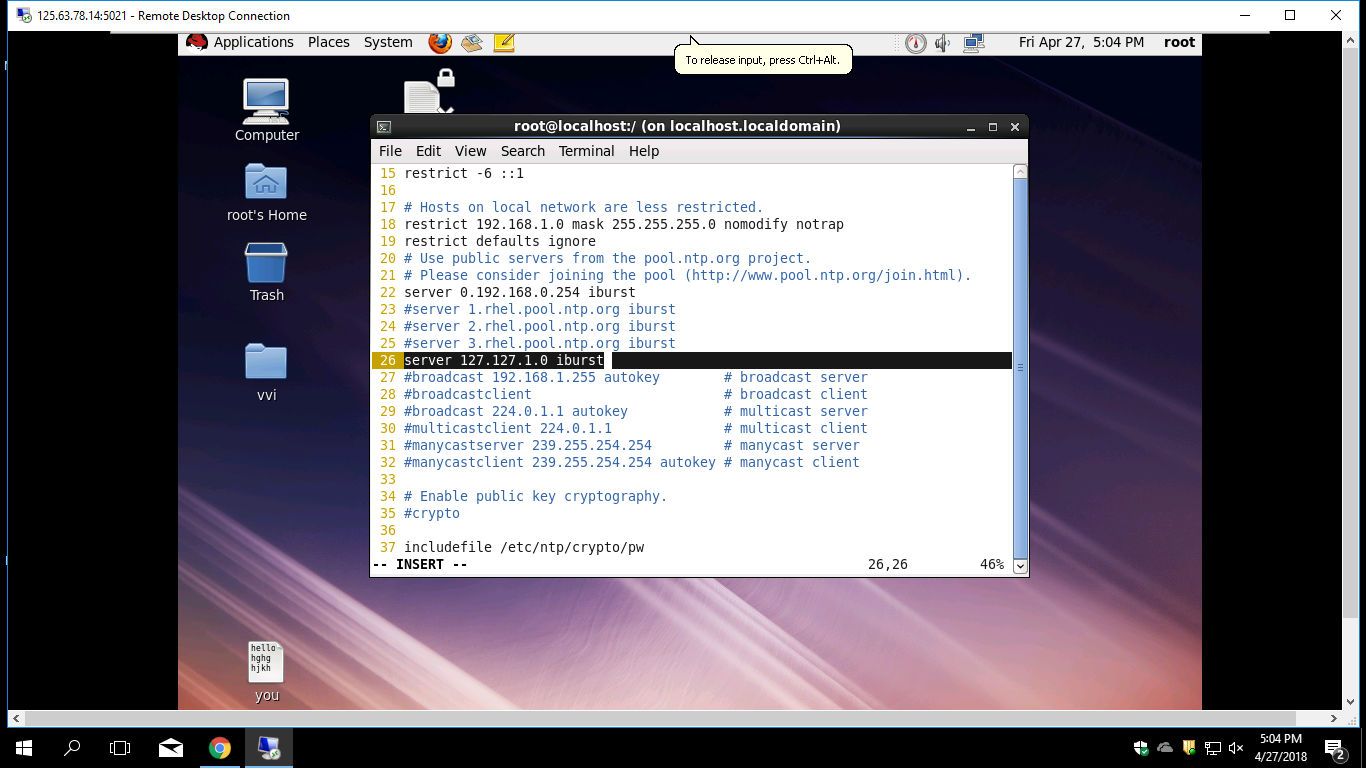 125.63.78.14:5021 - Remote Desktop Connection
Applications Places System Fri Apr 27, 5:04 PM root
To release input, press Ctrl+Alt.
Computer
root's Home
Trash
vvi
hello
hghg
hjkh
you
root@localhost:/ (on localhost.localdomain)
File Edit View Search Terminal Help
15 restrict -6 ::1
16
17 # Hosts on local network are less restricted.
18 restrict 192.168.1.0 mask 255.255.255.0 nomodify notrap
19 restrict defaults ignore
20 # Use public servers from the pool.ntp.org project.
21 # Please consider joining the pool (http://www.pool.ntp.org/join.html).
22 server 0.192.168.0.254 iburst
23 #server 1.rhel.pool.ntp.org iburst
24 #server 2.rhel.pool.ntp.org iburst
25 #server 3.rhel.pool.ntp.org iburst
26 server 127.127.1.0 iburst
27 #broadcast 192.168.1.255 autokey # broadcast server
28 #broadcastclient # broadcast client
29 #broadcast 224.0.1.1 autokey # multicast server
30 #multicastclient 224.0.1.1 # multicast client
31 #manycastserver 239.255.254.254 # manycast server
32 #manycastclient 239.255.254.254 autokey # manycast client
33
34 # Enable public key cryptography.
35 #crypto
36
37 includefile /etc/ntp/crypto/pw
-- INSERT -- 26,26 46%
5:04 PM
4/27/2018
2